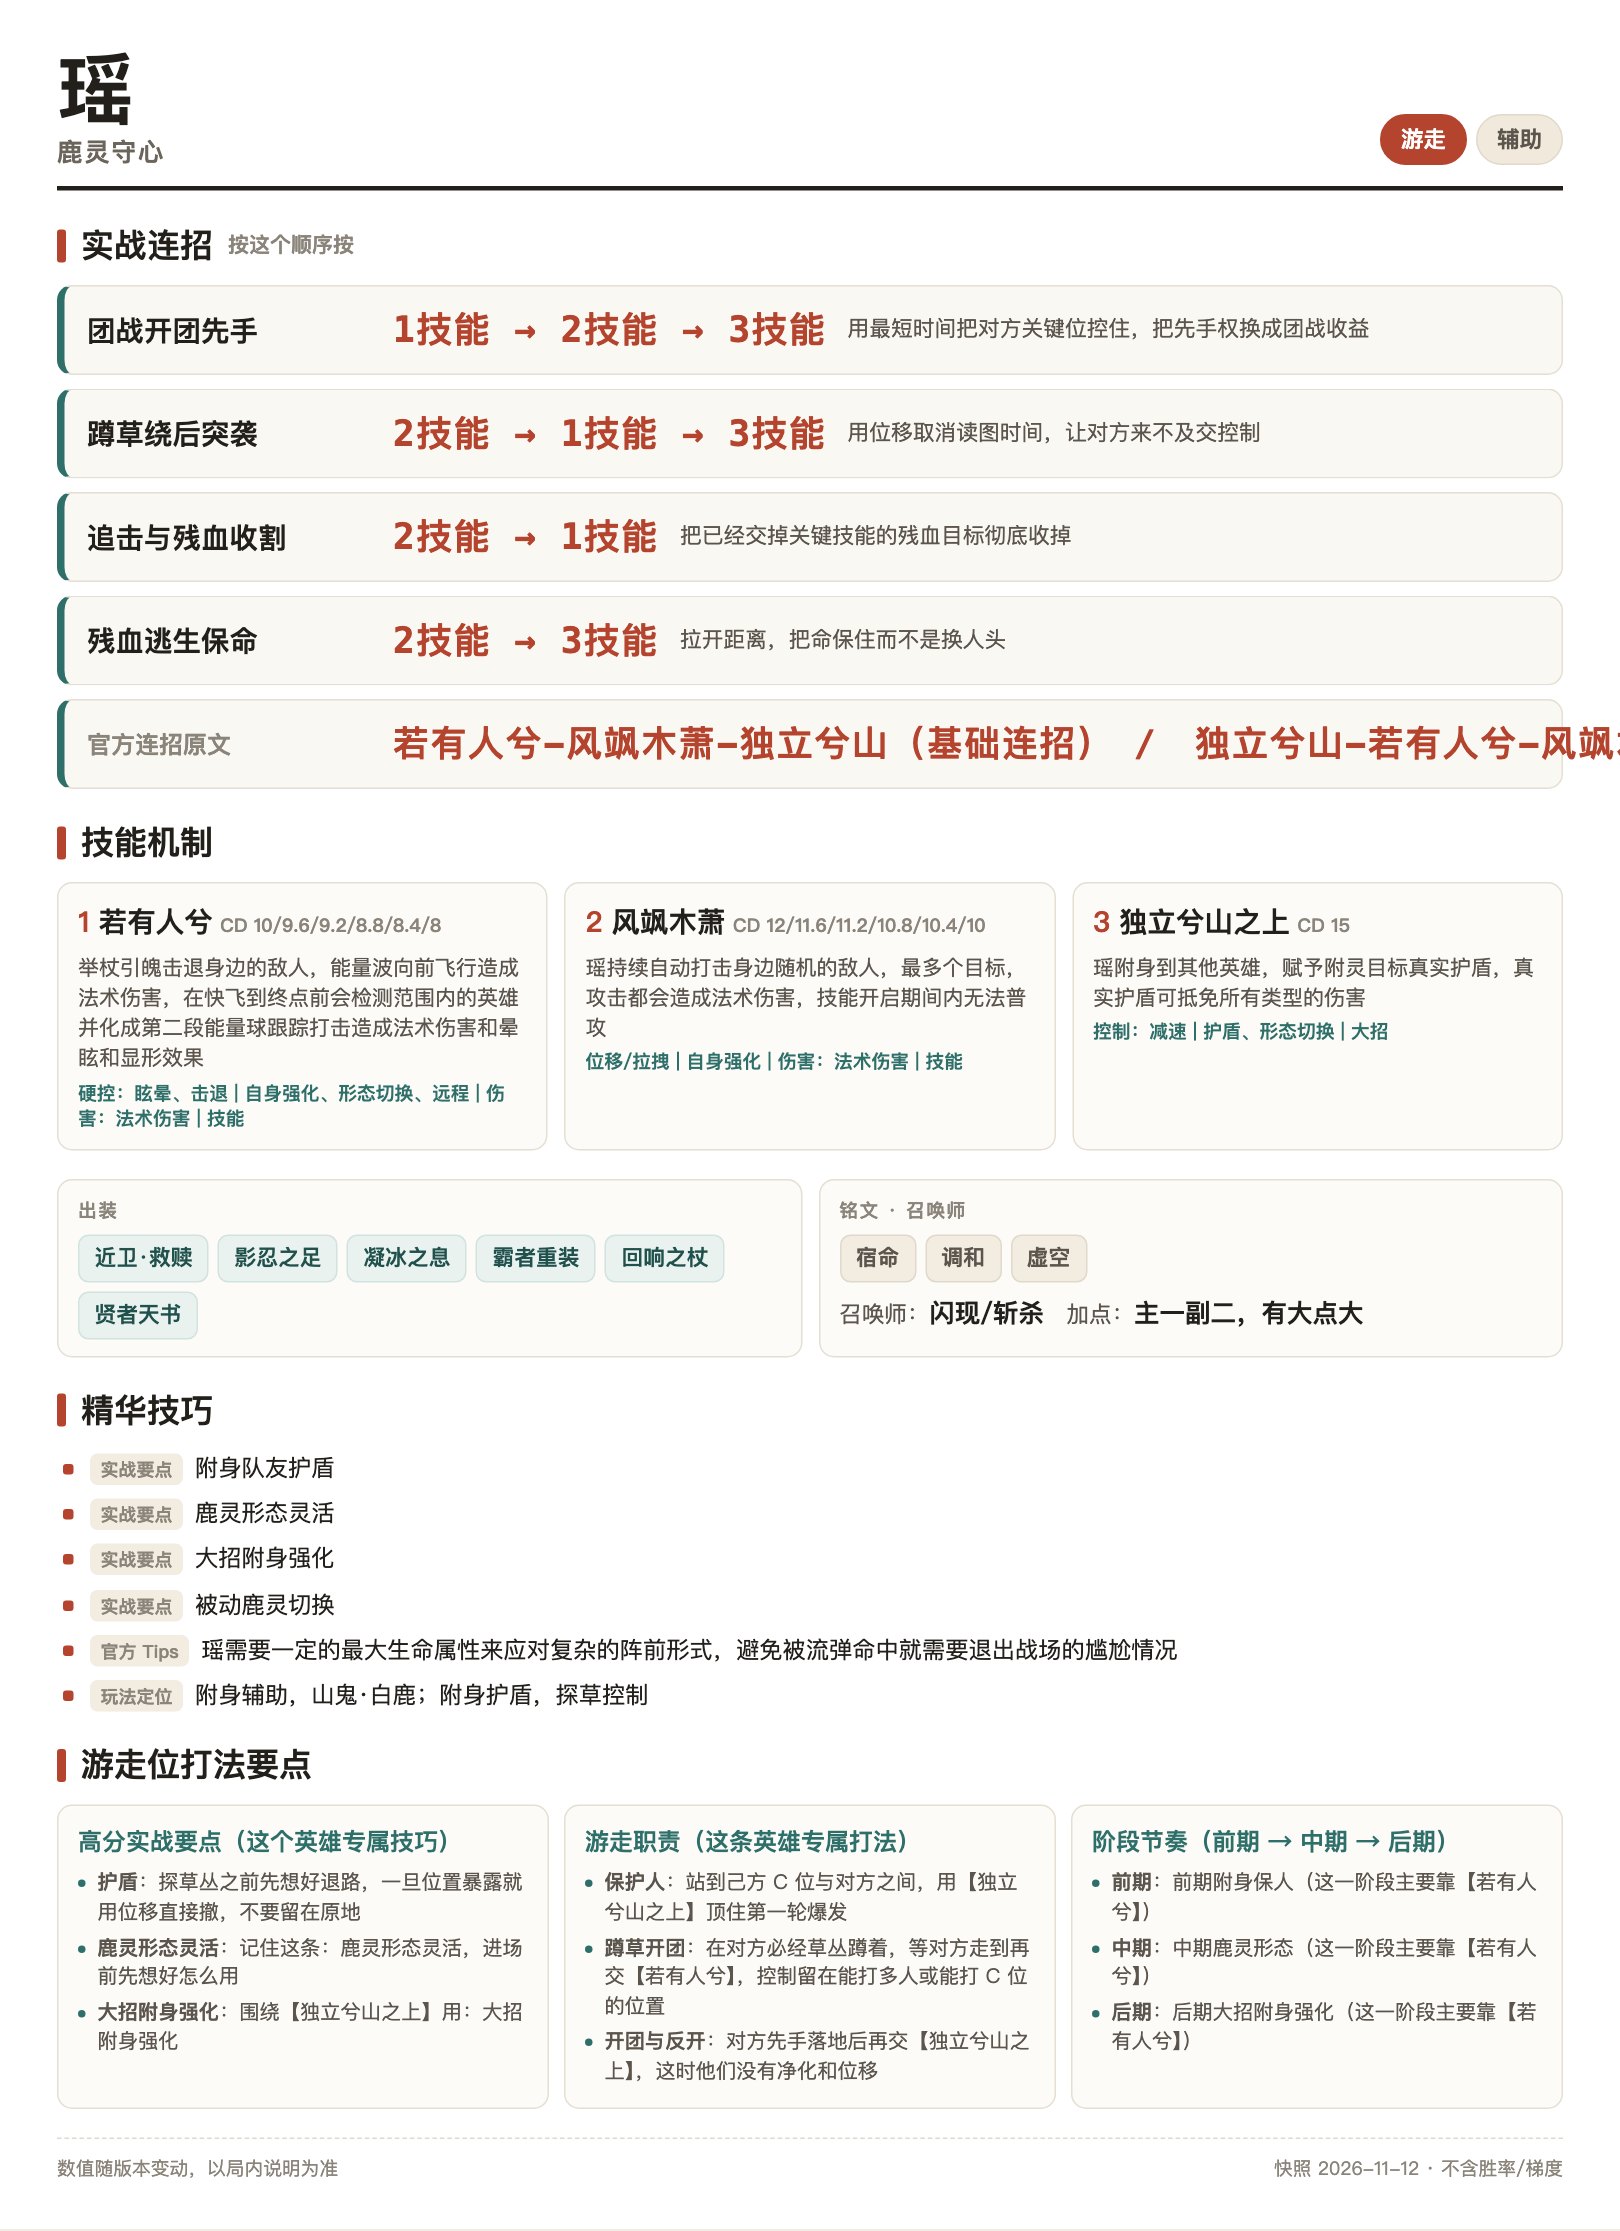 瑶
鹿灵守心
游走 辅助
实战连招 按这个顺序按
团战开团先手 1技能 → 2技能 → 3技能 用最短时间把对方关键位控住，把先手权换成团战收益
蹲草绕后突袭 2技能 → 1技能 → 3技能 用位移取消读图时间，让对方来不及交控制
追击与残血收割 2技能 → 1技能 把已经交掉关键技能的残血目标彻底收掉
残血逃生保命 2技能 → 3技能 拉开距离，把命保住而不是换人头
官方连招原文 若有人兮–风飒木萧–独立兮山（基础连招） / 独立兮山–若有人兮–风飒
技能机制
1 若有人兮 CD 10/9.6/9.2/8.8/8.4/8
举杖引魄击退身边的敌人，能量波向前飞行造成
法术伤害，在快飞到终点前会检测范围内的英雄
并化成第二段能量球跟踪打击造成法术伤害和晕
眩和显形效果
硬控：眩晕、击退 | 自身强化、形态切换、远程 | 伤
害：法术伤害 | 技能
2 风飒木萧 CD 12/11.6/11.2/10.8/10.4/10
瑶持续自动打击身边随机的敌人，最多个目标，
攻击都会造成法术伤害，技能开启期间内无法普
攻
位移/拉拽 | 自身强化 | 伤害：法术伤害 | 技能
3 独立兮山之上 CD 15
瑶附身到其他英雄，赋予附灵目标真实护盾，真
实护盾可抵免所有类型的伤害
控制：减速 | 护盾、形态切换 | 大招
出装
近卫·救赎 影忍之足 凝冰之息 霸者重装 回响之杖
贤者天书
铭文 · 召唤师
宿命 调和 虚空
召唤师：闪现/斩杀 加点：主一副二，有大点大
精华技巧
实战要点 附身队友护盾
实战要点 鹿灵形态灵活
实战要点 大招附身强化
实战要点 被动鹿灵切换
官方 Tips 瑶需要一定的最大生命属性来应对复杂的阵前形式，避免被流弹命中就需要退出战场的尴尬情况
玩法定位 附身辅助，山鬼·白鹿；附身护盾，探草控制
游走位打法要点
高分实战要点（这个英雄专属技巧）
护盾：探草丛之前先想好退路，一旦位置暴露就
用位移直接撤，不要留在原地
鹿灵形态灵活：记住这条：鹿灵形态灵活，进场
前先想好怎么用
大招附身强化：围绕【独立兮山之上】用：大招
附身强化
游走职责（这条英雄专属打法）
保护人：站到己方 C 位与对方之间，用【独立
兮山之上】顶住第一轮爆发
蹲草开团：在对方必经草丛蹲着，等对方走到再
交【若有人兮】，控制留在能打多人或能打 C 位
的位置
开团与反开：对方先手落地后再交【独立兮山之
上】，这时他们没有净化和位移
阶段节奏（前期 → 中期 → 后期）
前期：前期附身保人（这一阶段主要靠【若有人
兮】）
中期：中期鹿灵形态（这一阶段主要靠【若有人
兮】）
后期：后期大招附身强化（这一阶段主要靠【若
有人兮】）
数值随版本变动，以局内说明为准
快照 2026–11–12 · 不含胜率/梯度